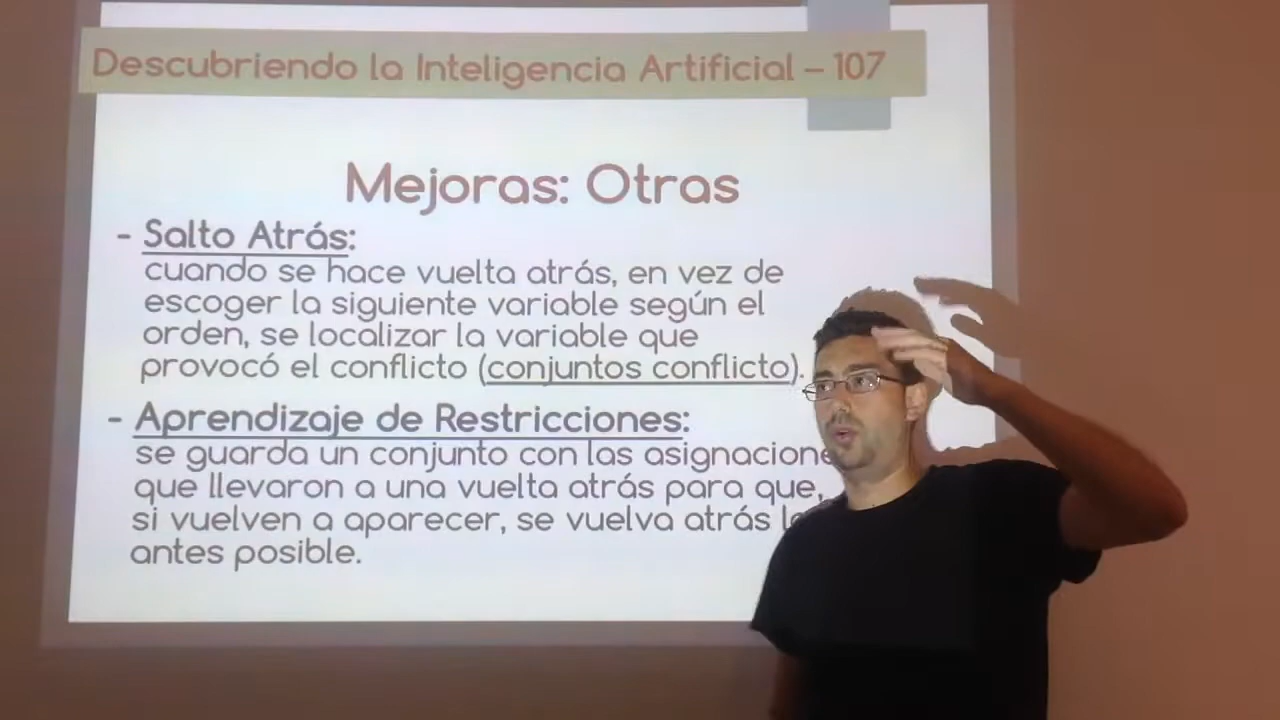 Descubriendo la Inteligencia Artificial – 107
Mejoras: Otras
- Salto Atrás:
cuando se hace vuelta atrás, en vez de
escoger la siguiente variable según el
orden, se localizar la variable que
provocó el conflicto (conjuntos conflicto).
- Aprendizaje de Restricciones:
se guarda un conjunto con las
que llevaron a una vuelta atrás para que,
si vuelven a aparecer, se vuelva atrás
antes posible.